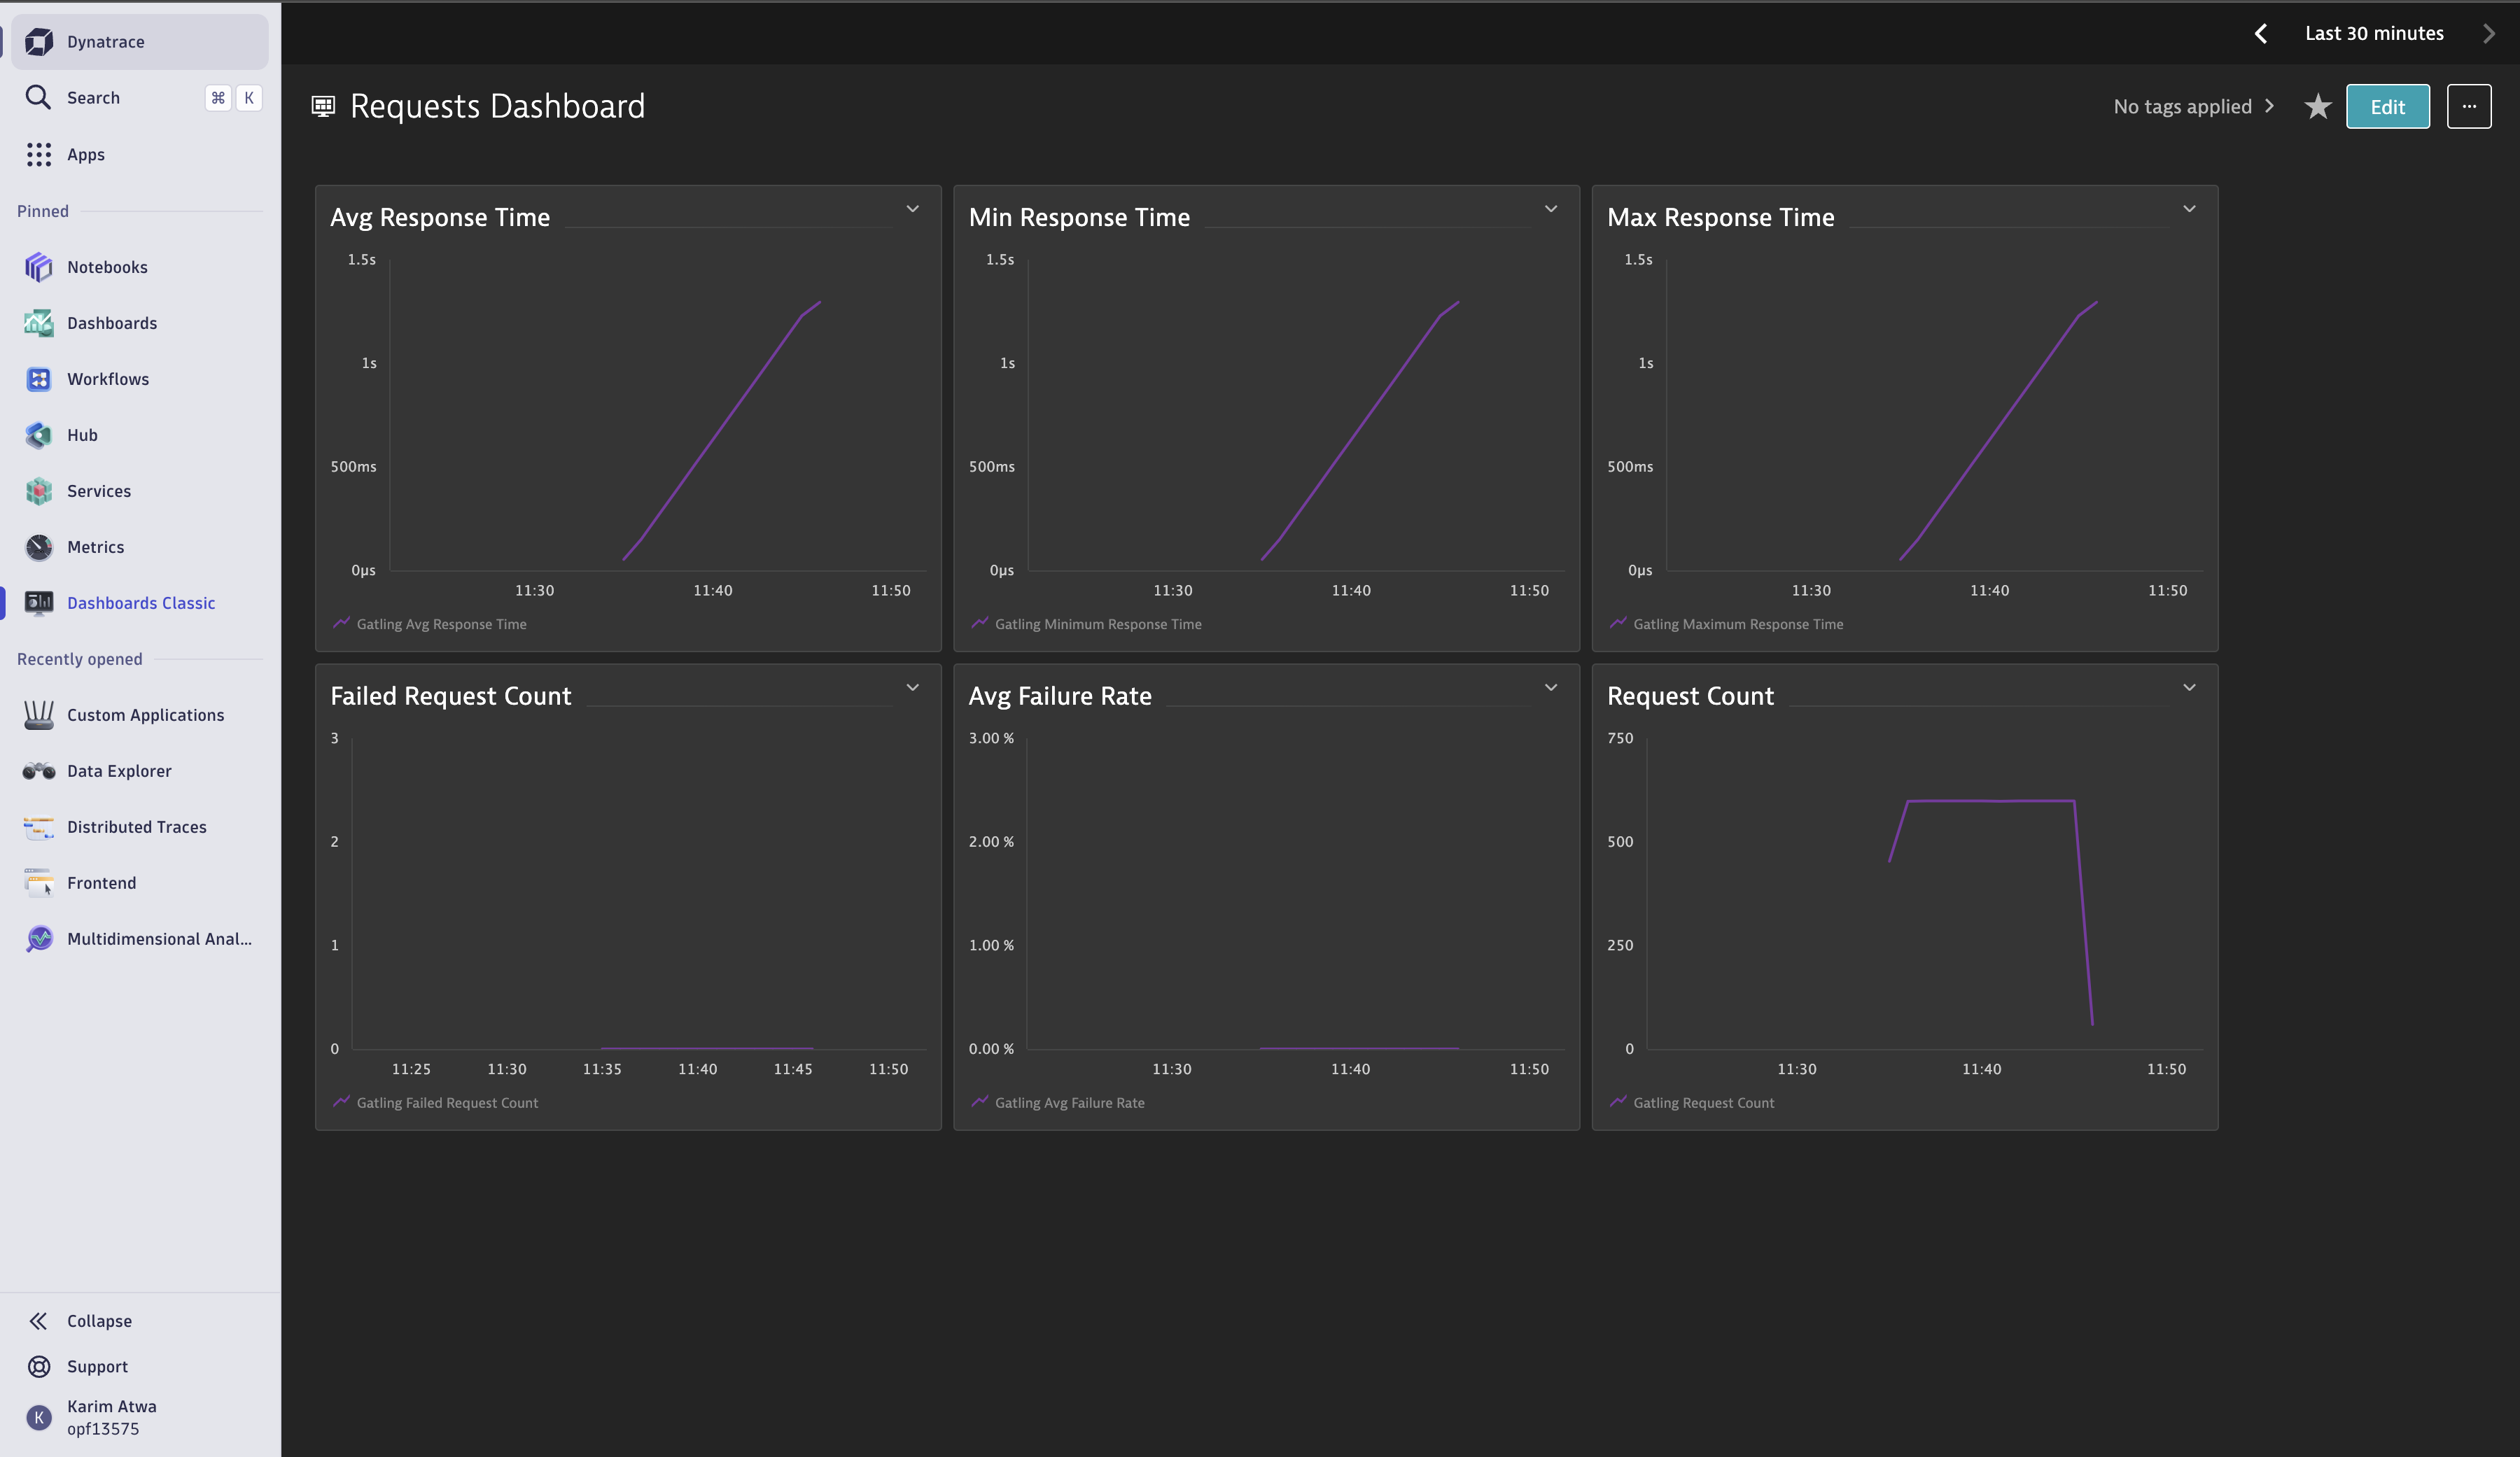 Dynatrace
Search ⌘ K
Apps
Pinned
Notebooks
Dashboards
Workflows
Hub
Services
Metrics
Dashboards Classic
Recently opened
Custom Applications
Data Explorer
Distributed Traces
Frontend
Multidimensional Anal...
Collapse
Support
K
Karim Atwa
opf13575
Last 30 minutes
Requests Dashboard
No tags applied
Edit
...
Avg Response Time
1.5s
1s
500ms
0µs
11:30 11:40 11:50
Gatling Avg Response Time
Min Response Time
1.5s
1s
500ms
0µs
11:30 11:40 11:50
Gatling Minimum Response Time
Max Response Time
1.5s
1s
500ms
0µs
11:30 11:40 11:50
Gatling Maximum Response Time
Failed Request Count
3
2
1
0
11:25 11:30 11:35 11:40 11:45 11:50
Gatling Failed Request Count
Avg Failure Rate
3.00 %
2.00 %
1.00 %
0.00 %
11:30 11:40 11:50
Gatling Avg Failure Rate
Request Count
750
500
250
0
11:30 11:40 11:50
Gatling Request Count